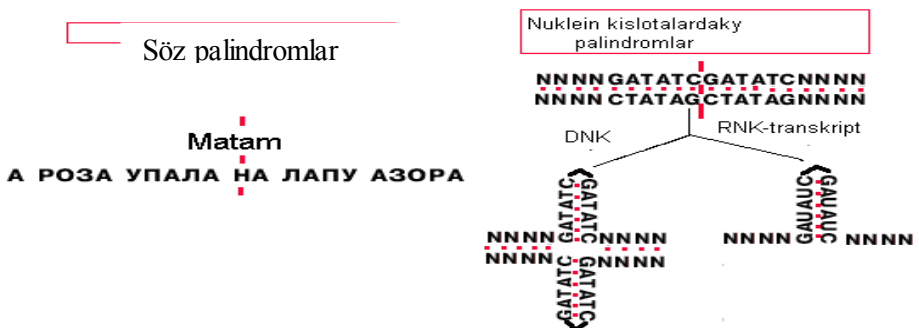 Söz palindromlar
Matam
А РОЗА УПАЛА НА ЛАПУ АЗОРА
Nuklein kislotalardaky
palindromlar
NNNNGATATCGATATCNNNN
NNNNCTATAGCTATAGNNNN
DNK
RNK-transkript
GATATC
GATATC
NNNN
NNNN
NNNN
NNNN
GATATC
GATATC
GAUAUC
GAUAUC
NNNN
NNNN